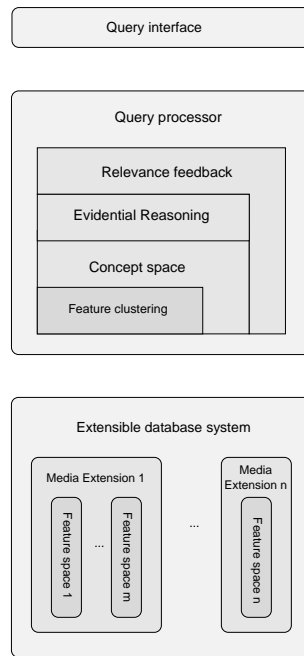 Query interface
Query processor
Relevance feedback
Evidential Reasoning
Concept space
Feature clustering
Extensible database system
Media Extension 1
Feature space 1
...
Feature space m
...
Media
Extension n
Feature space n